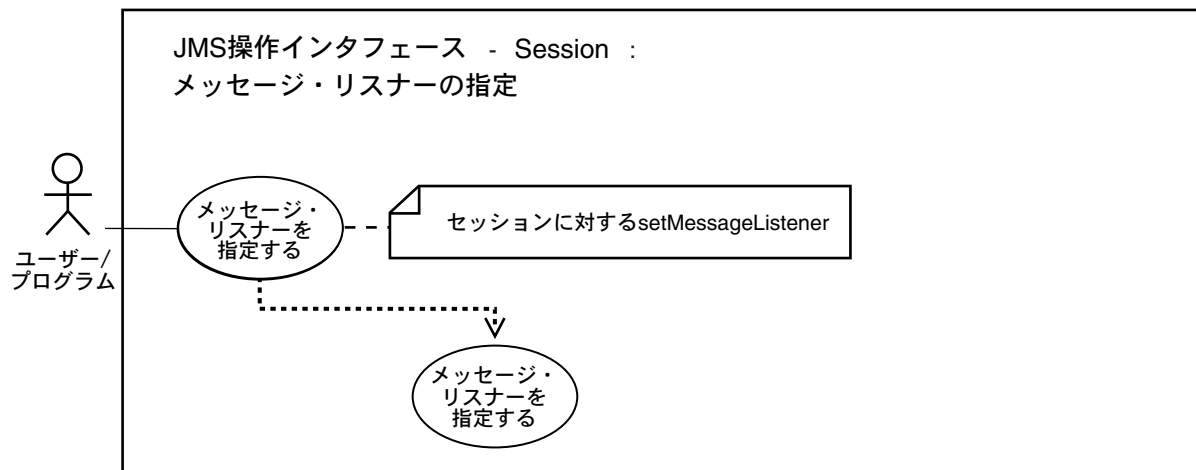 JMS操作インタフェース - Session :
メッセージ・リスナーの指定
メッセージ・
リスナーを
指定する
セッションに対するsetMessageListener
ユーザー/
プログラム
メッセージ・
リスナーを
指定する